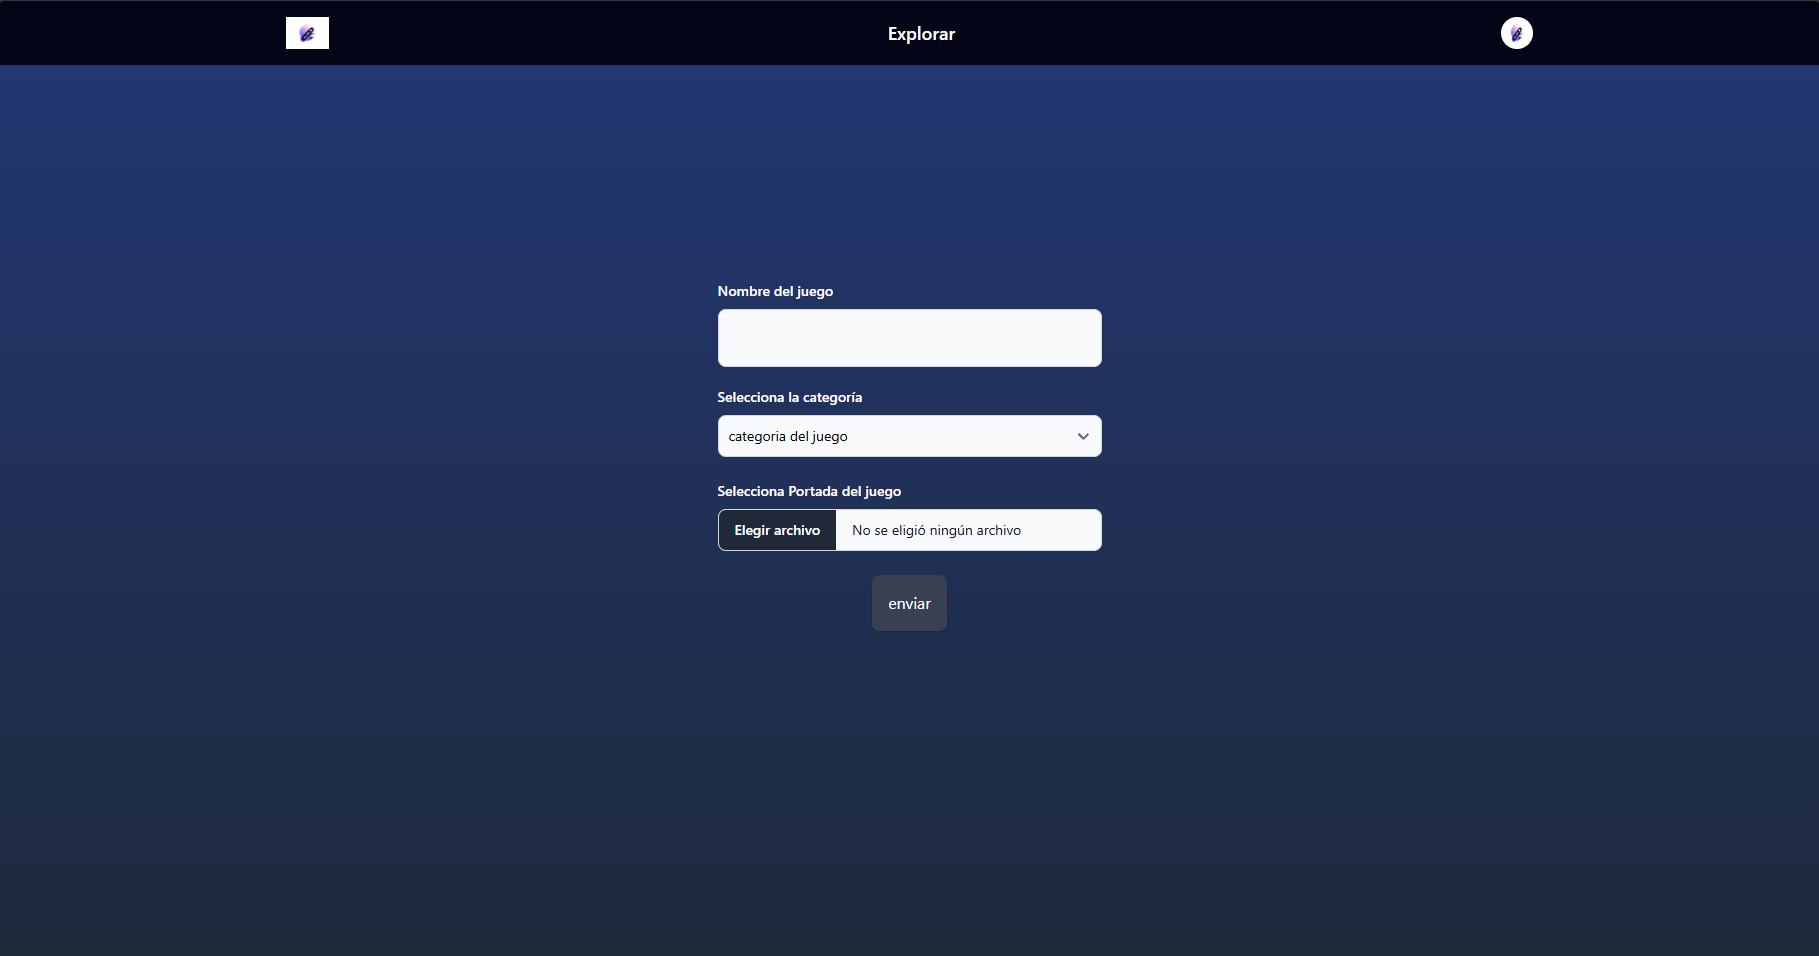 Explorar
Nombre del juego
Selecciona la categoría
categoria del juego
Selecciona Portada del juego
Elegir archivo No se eligió ningún archivo
enviar